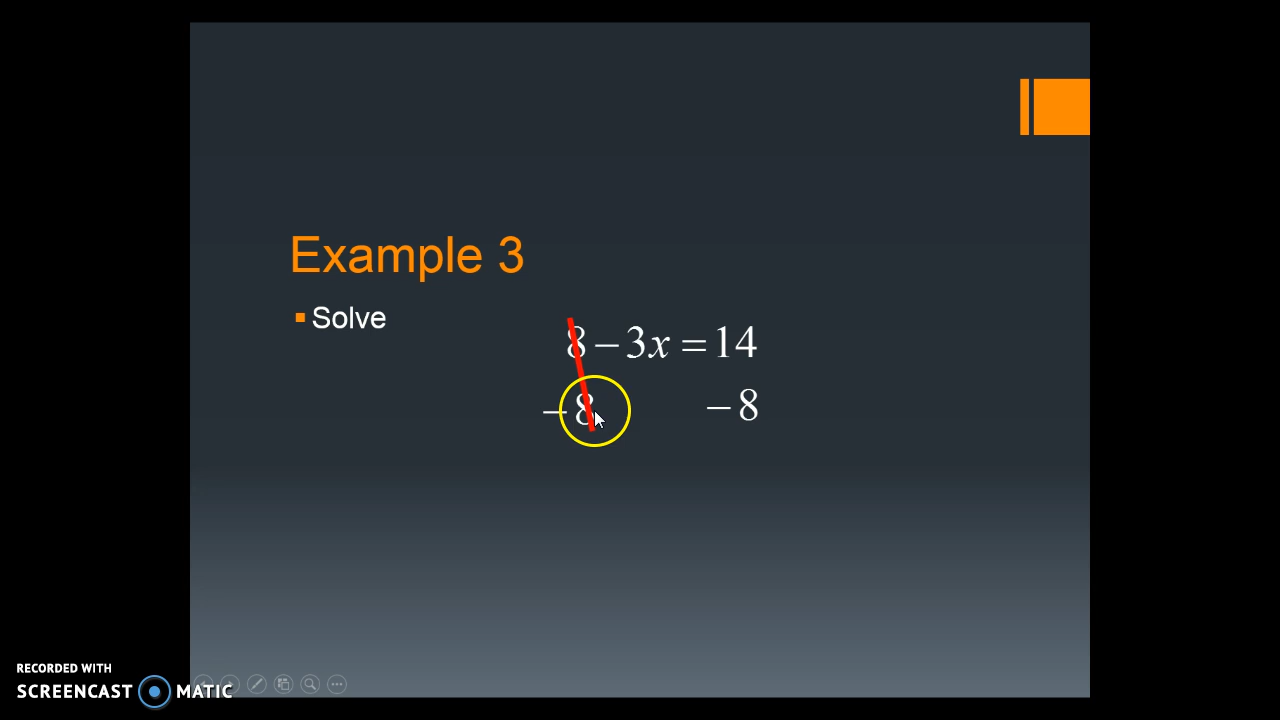 Example 3
Solve
8 − 3x = 14
−8 −8
RECORDED WITH
SCREENCAST MATIC